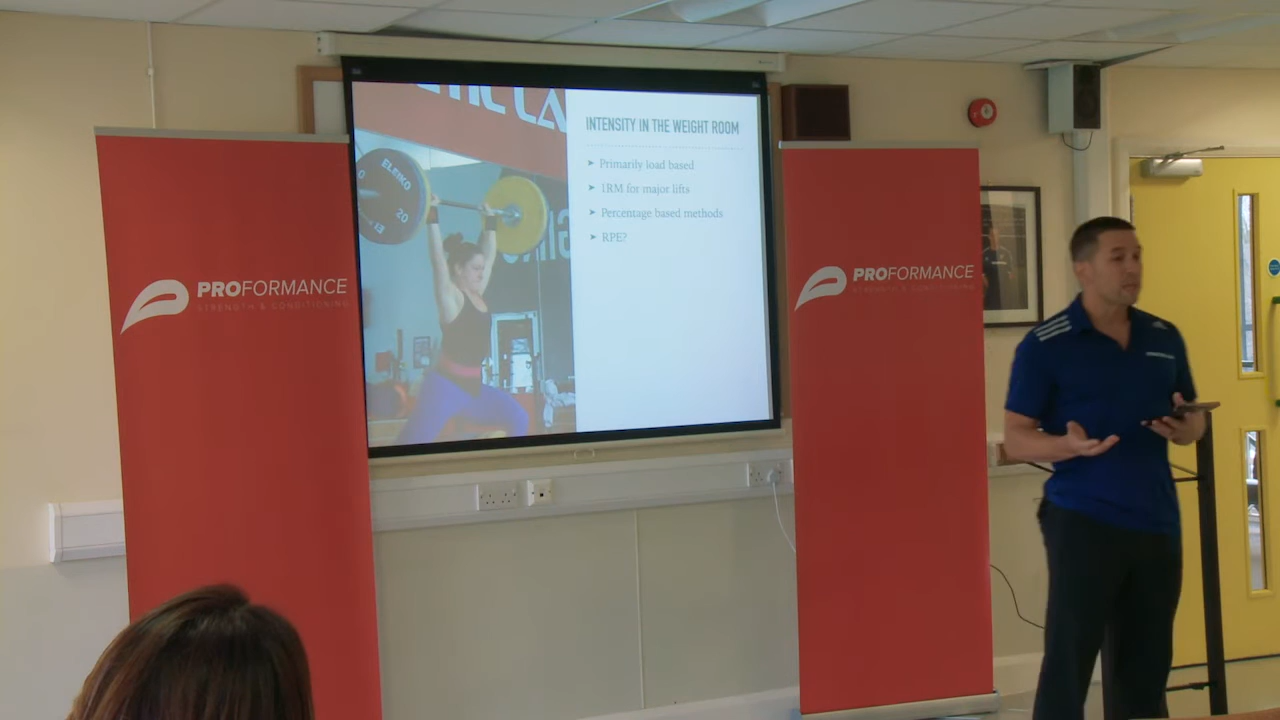 INTENSITY IN THE WEIGHT ROOM
➤ Primarily load based
➤ 1RM for major lifts
➤ Percentage based methods
➤ RPE?
ELEIKO
20
PROFORMANCE
STRENGTH & CONDITIONING
PROFORMANCE
STRENGTH & CONDITIONING